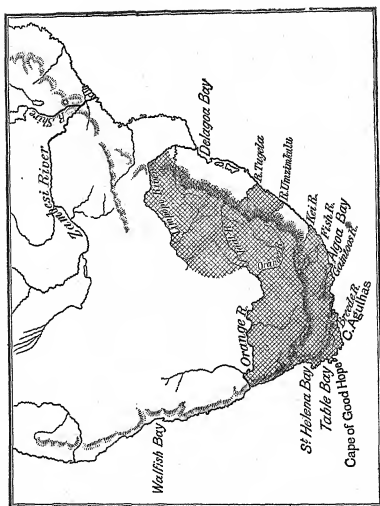 Shire
Zambesi River
Delagoa Bay
R. Tugela
R. Umzimkulu
Kei R.
Fish R.
Algoa Bay
Gamtoos R.
Breede R.
C. Agulhas
Cape of Good Hope
Table Bay
St Helena Bay
Orange R.
Walfish Bay